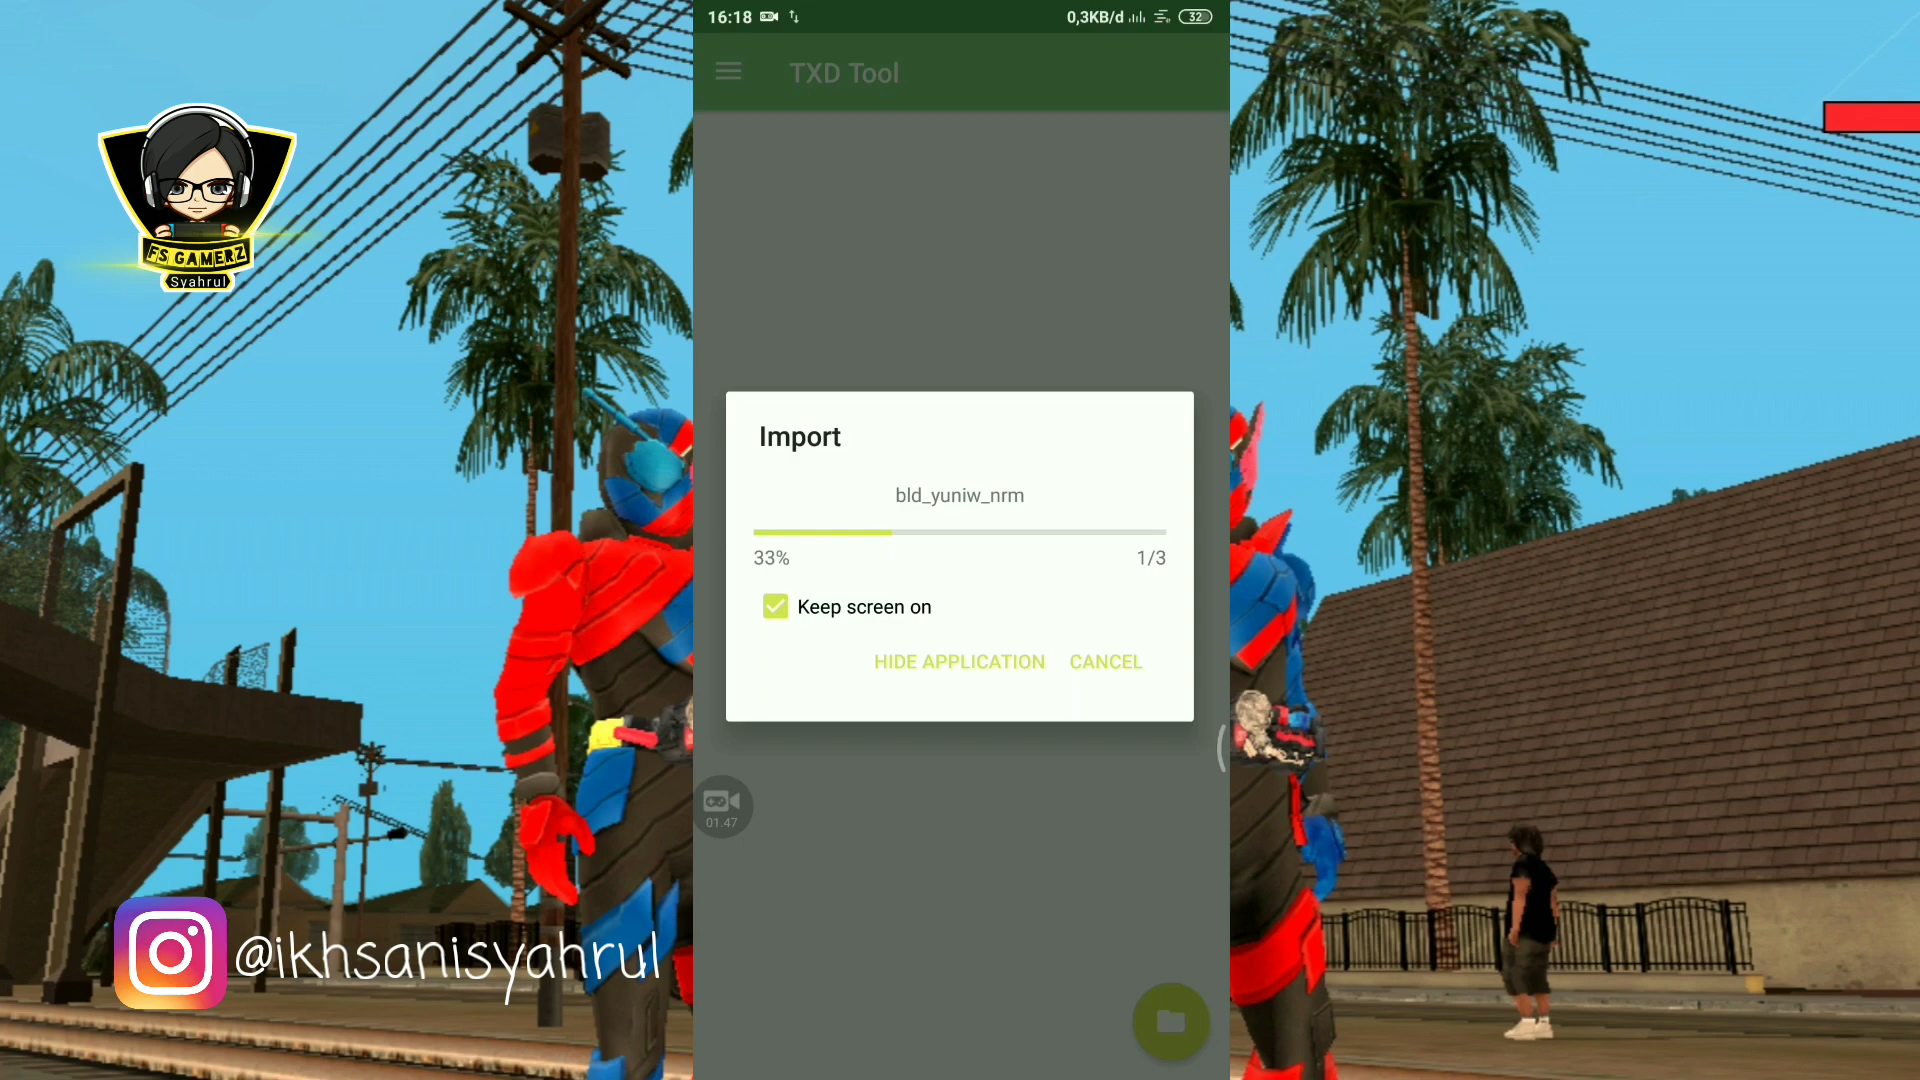 16:18
0,3KB/d
32
TXD Tool
FS GAMERZ
Syahrul
Import
bld_yuniw_nrm
33%
1/3
Keep screen on
HIDE APPLICATION
CANCEL
01.47
@ikhsanisyahrul